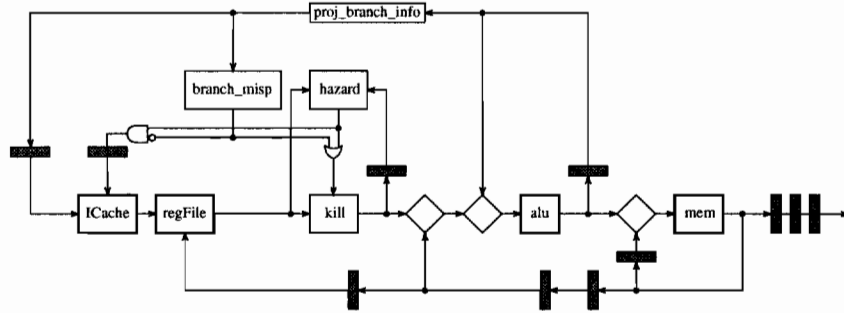 proj_branch_info
branch_misp
hazard
ICache
regFile
kill
alu
mem